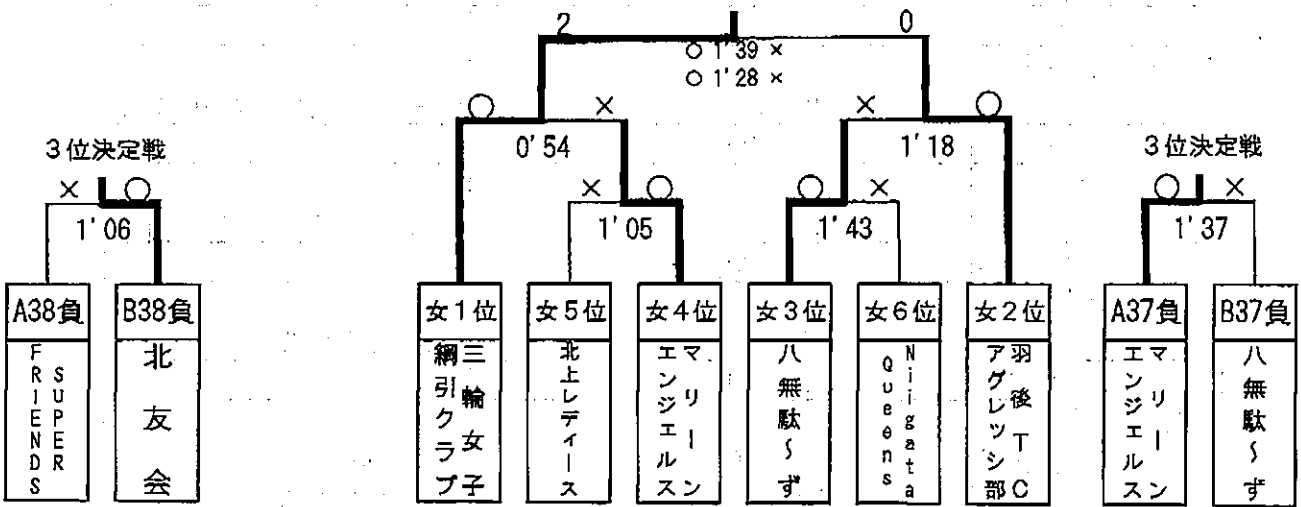 2 0
○ 1'39 ×
○ 1'28 ×
○ × × ○
0'54 1'18
3位決定戦 3位決定戦
× ○ × ○ ○ × ○ ×
1'06 1'05 1'43 1'37
A38負 B38負 女1位 女5位 女4位 女3位 女6位 女2位 A37負 B37負
SUPER
FRIENDS
北友会
三輪女子
綱引クラブ
北上レディース
マリーン
エンジェルス
八無駄~ず
Niigata
Queens
羽後TC
アグレッシ部
マリーン
エンジェルス
八無駄~ず